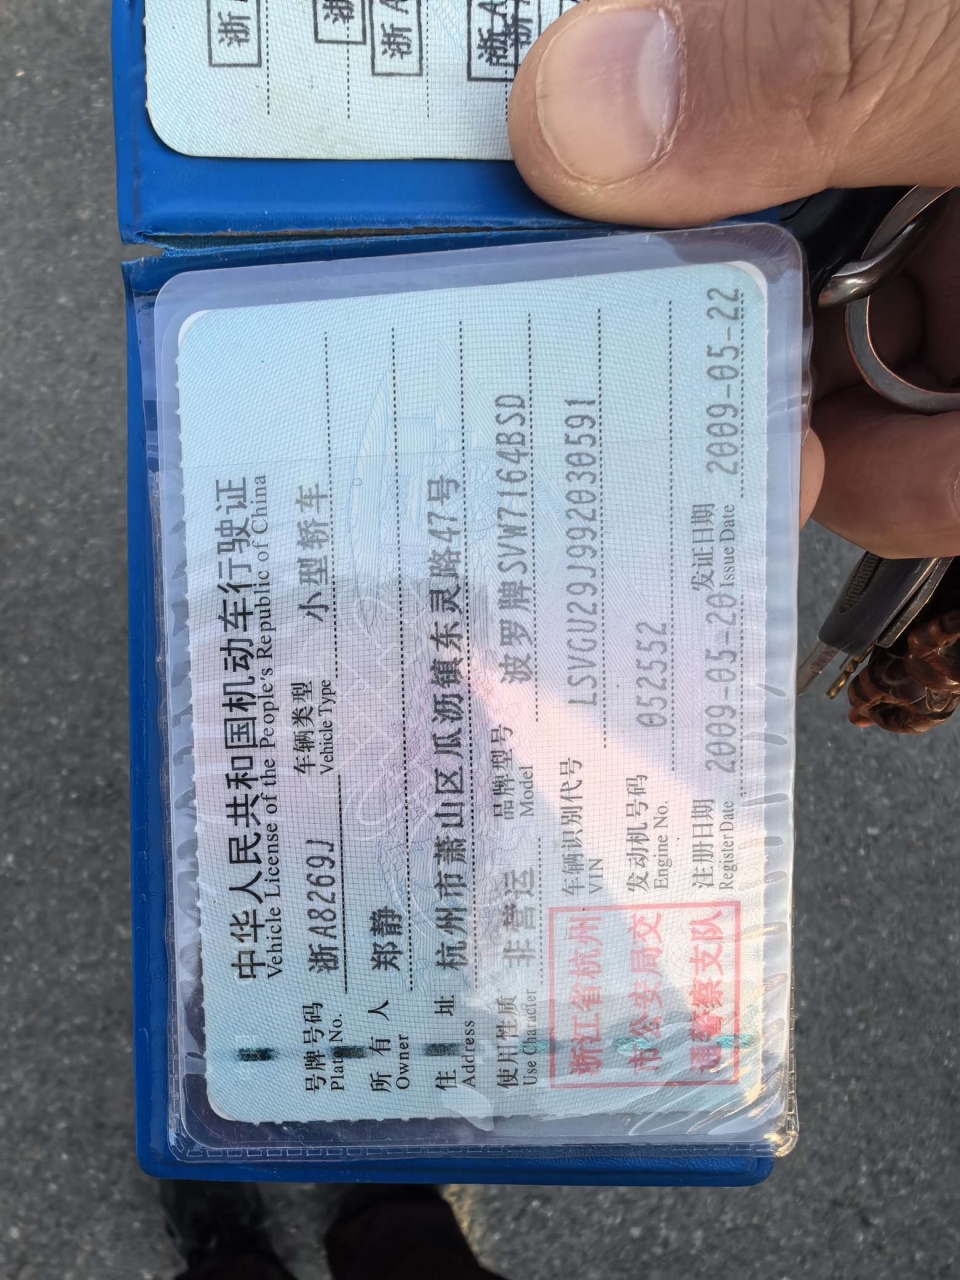 浙
浙
浙A
浙A
浙
中华人民共和国机动车行驶证
Vehicle License of the People's Republic of China
号牌号码 浙A8269J 车辆类型 小型轿车
Plate No. Vehicle Type
所有人 郑静
Owner
住址 杭州市萧山区瓜沥镇东灵路47号
Address
使用性质 非营运 品牌型号 波罗牌SVW7164BSD
Use Character Model
浙江省杭州
市公安局交
通警察支队
车辆识别代号 LSVGU29J992030591
VIN
发动机号码 052552
Engine No.
注册日期 2009-05-20 发证日期 2009-05-22
Register Date Issue Date